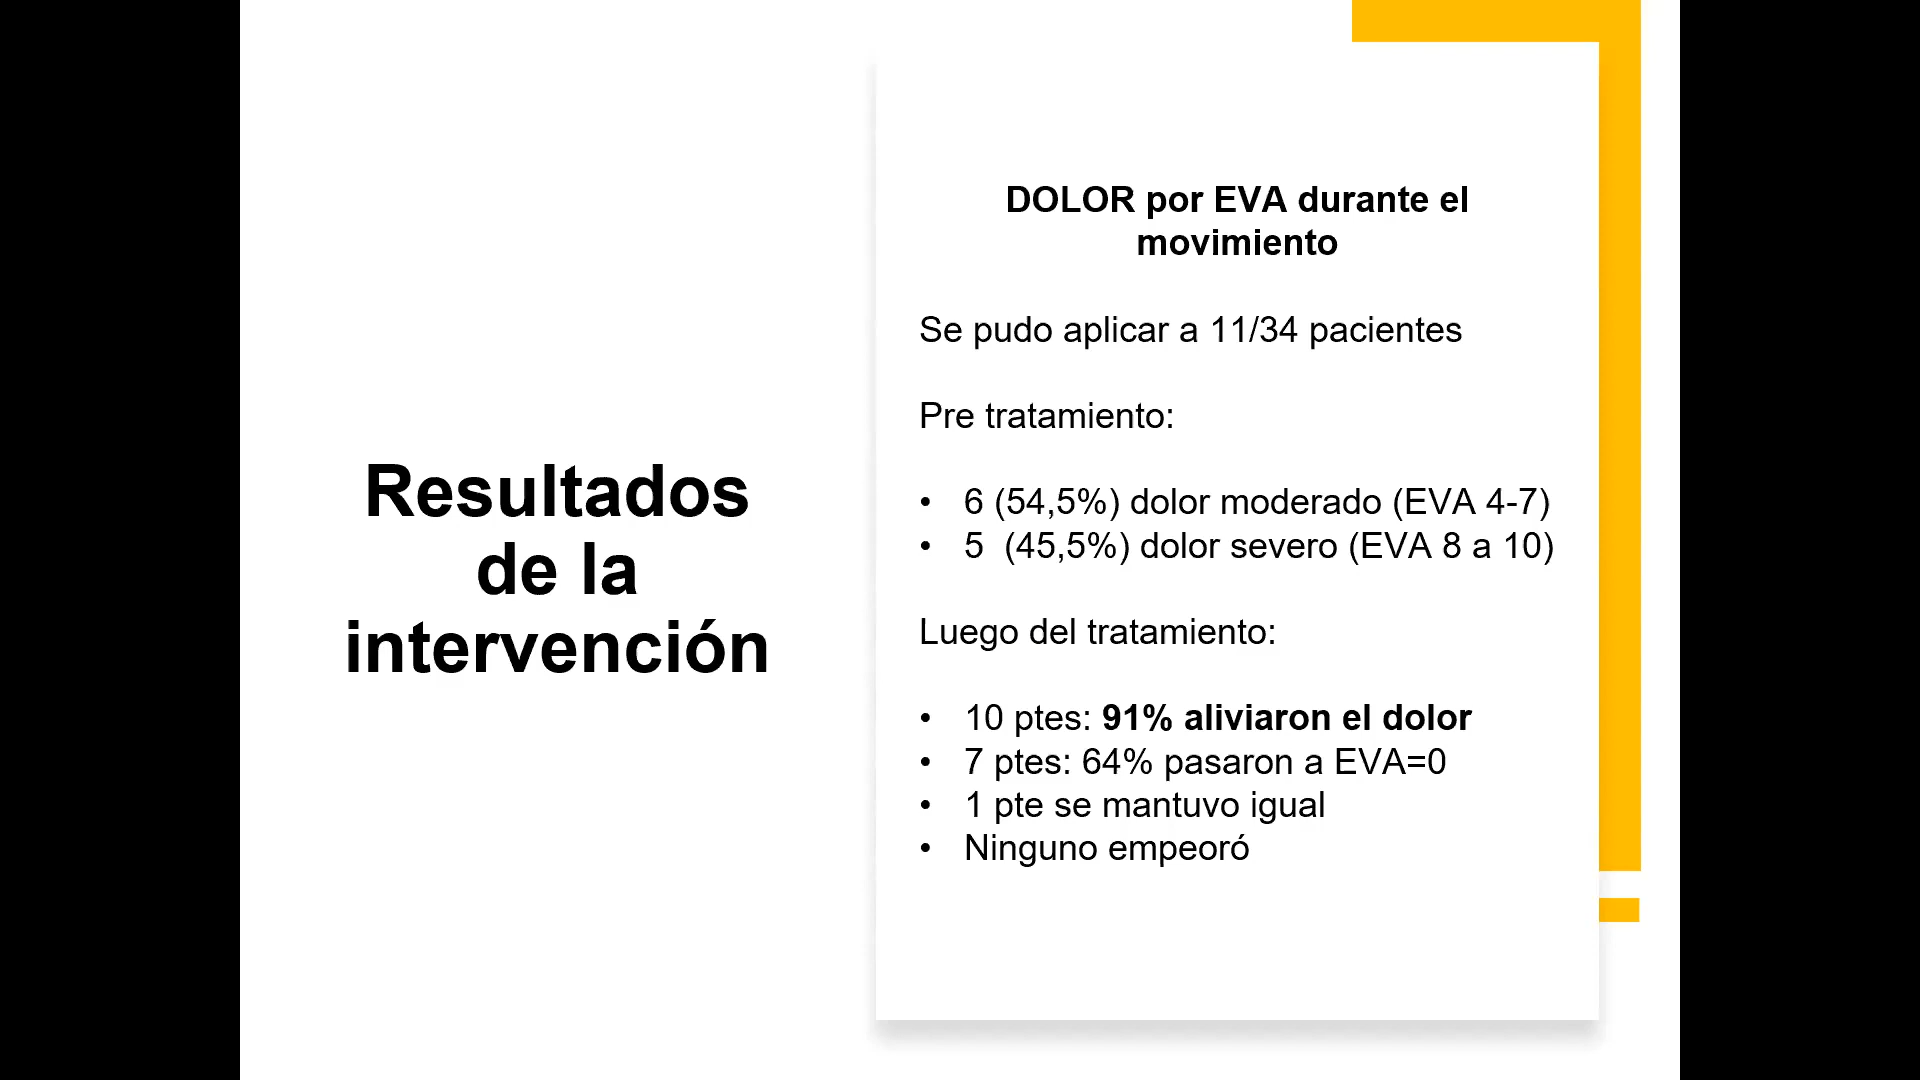 Resultados
de la
intervención
DOLOR por EVA durante el
movimiento
Se pudo aplicar a 11/34 pacientes
Pre tratamiento:
• 6 (54,5%) dolor moderado (EVA 4-7)
• 5  (45,5%) dolor severo (EVA 8 a 10)
Luego del tratamiento:
• 10 ptes: 91% aliviaron el dolor
• 7 ptes: 64% pasaron a EVA=0
• 1 pte se mantuvo igual
• Ninguno empeoró